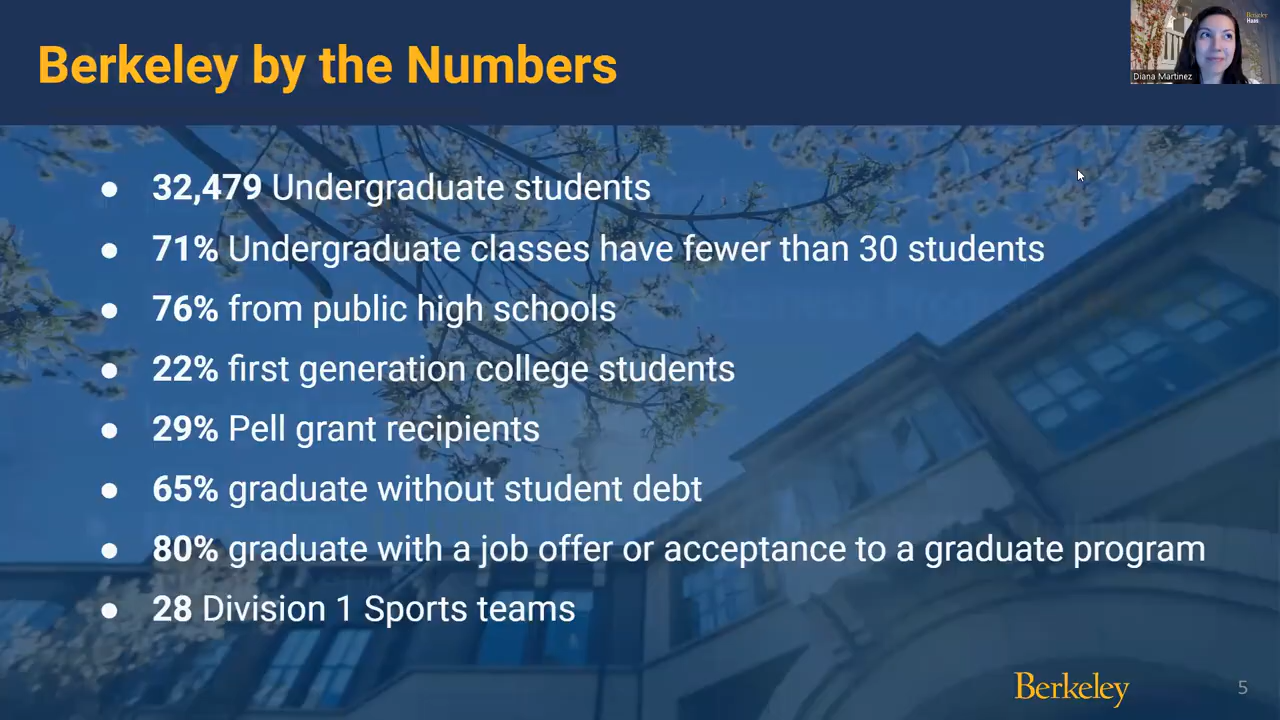 Berkeley by the Numbers
Berkeley
Haas
Diana Martinez
● 32,479 Undergraduate students
● 71% Undergraduate classes have fewer than 30 students
● 76% from public high schools
● 22% first generation college students
● 29% Pell grant recipients
● 65% graduate without student debt
● 80% graduate with a job offer or acceptance to a graduate program
● 28 Division 1 Sports teams
Berkeley
5